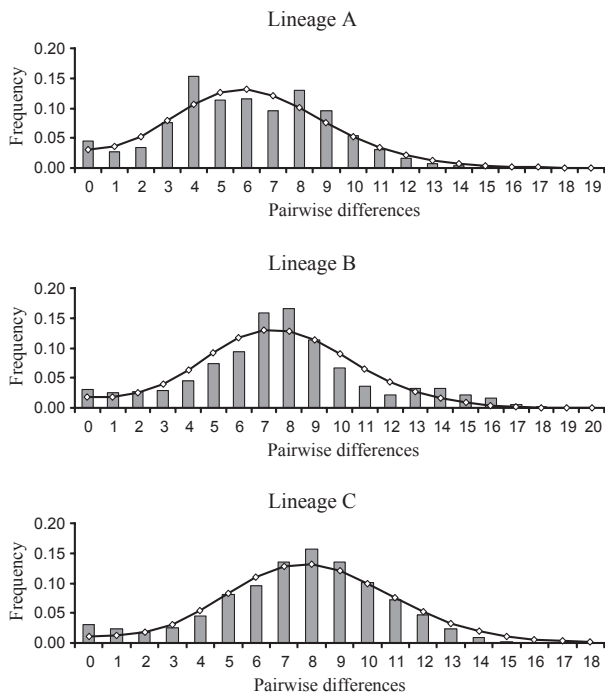 Lineage A
Frequency
0.20
0.15
0.10
0.05
0.00
0 1 2 3 4 5 6 7 8 9 10 11 12 13 14 15 16 17 18 19
Pairwise differences
Lineage B
Frequency
0.20
0.15
0.10
0.05
0.00
0 1 2 3 4 5 6 7 8 9 10 11 12 13 14 15 16 17 18 19 20
Pairwise differences
Lineage C
Frequency
0.20
0.15
0.10
0.05
0.00
0 1 2 3 4 5 6 7 8 9 10 11 12 13 14 15 16 17 18
Pairwise differences